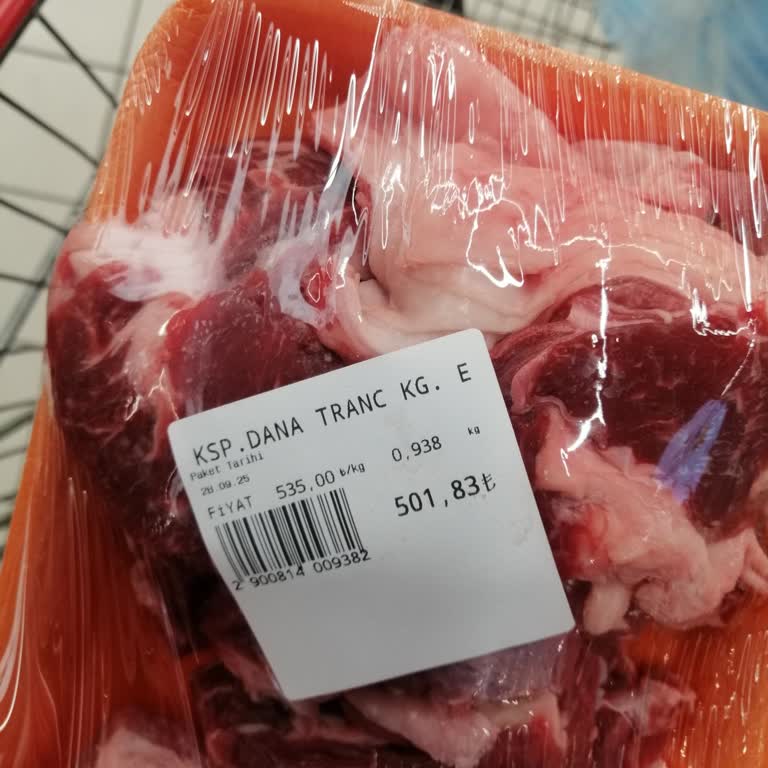 KSP.DANA TRANC KG. E
Paket Tarihi
28.09.25
FİYAT 535,00 ₺/kg 0,938 kg
501,83₺
2 900814 009382